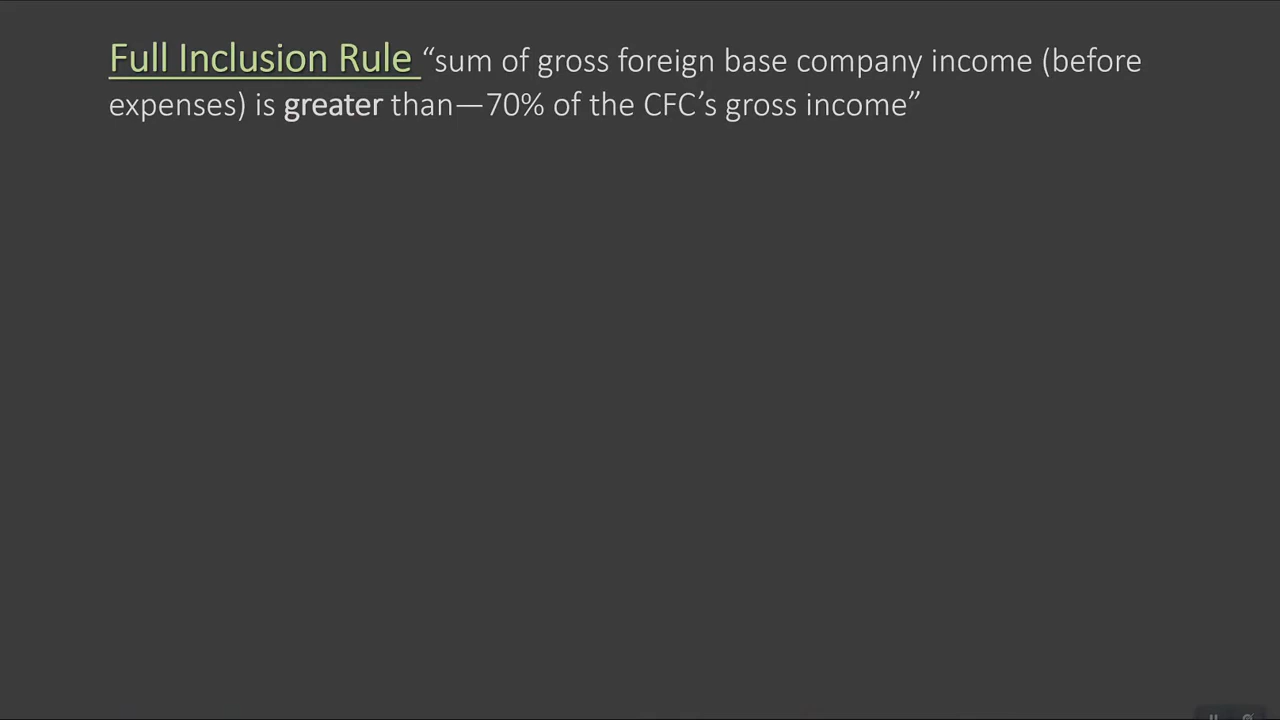 Full Inclusion Rule “sum of gross foreign base company income (before
expenses) is greater than—70% of the CFC’s gross income”